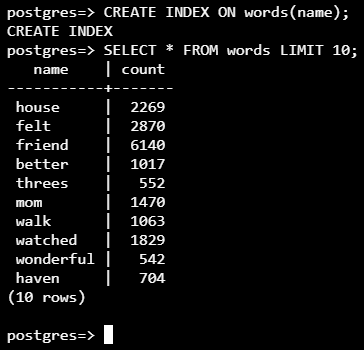 postgres=> CREATE INDEX ON words(name);
CREATE INDEX
postgres=> SELECT * FROM words LIMIT 10;
   name    | count
-----------+-------
 house     |  2269
 felt      |  2870
 friend    |  6140
 better    |  1017
 threes    |   552
 mom       |  1470
 walk      |  1063
 watched   |  1829
 wonderful |   542
 haven     |   704
(10 rows)

postgres=>